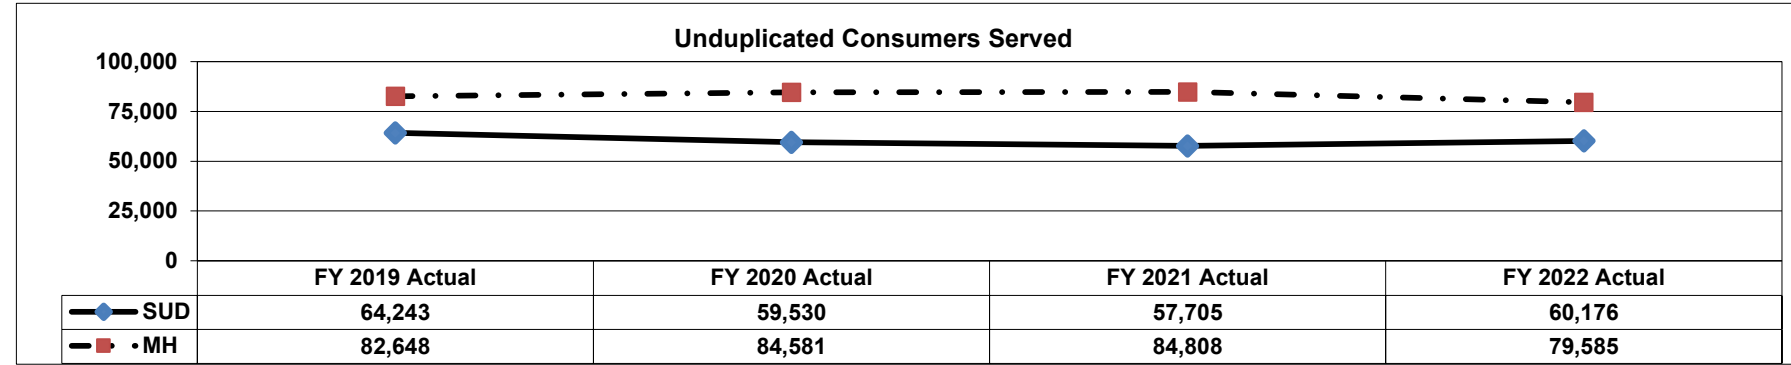 Unduplicated Consumers Served
100,000
75,000
50,000
25,000
0
FY 2019 Actual FY 2020 Actual FY 2021 Actual FY 2022 Actual
SUD 64,243 59,530 57,705 60,176
MH 82,648 84,581 84,808 79,585